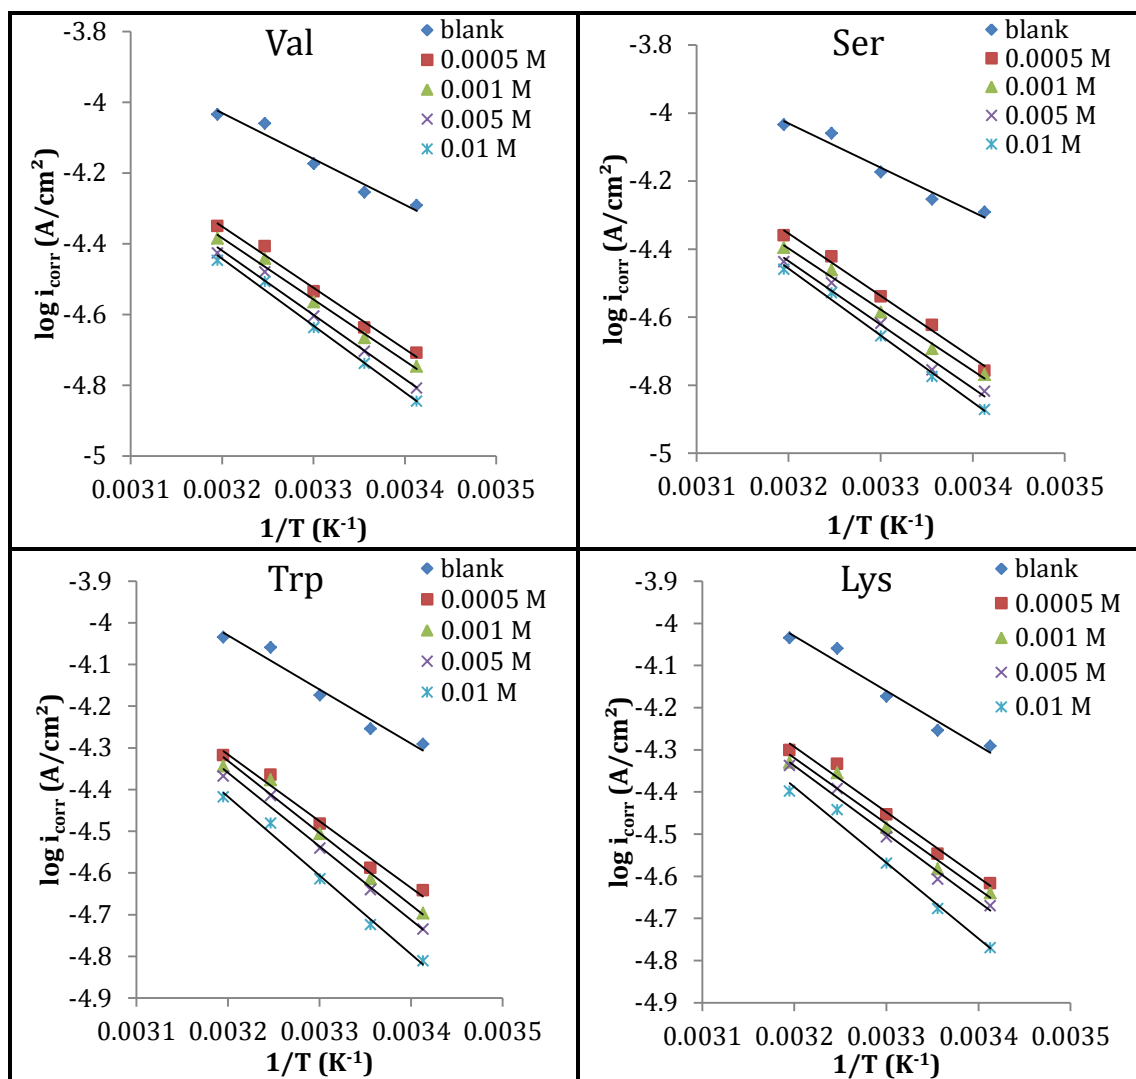 Val
blank
0.0005 M
0.001 M
0.005 M
0.01 M
-3.8
-4
-4.2
-4.4
-4.6
-4.8
-5
log i_corr (A/cm²)
0.0031 0.0032 0.0033 0.0034 0.0035
1/T (K⁻¹)
Ser
blank
0.0005 M
0.001 M
0.005 M
0.01 M
-3.8
-4
-4.2
-4.4
-4.6
-4.8
-5
log i_corr (A/cm²)
0.0031 0.0032 0.0033 0.0034 0.0035
1/T (K⁻¹)
Trp
blank
0.0005 M
0.001 M
0.005 M
0.01 M
-3.9
-4
-4.1
-4.2
-4.3
-4.4
-4.5
-4.6
-4.7
-4.8
-4.9
log i_corr (A/cm²)
0.0031 0.0032 0.0033 0.0034 0.0035
1/T (K⁻¹)
Lys
blank
0.0005 M
0.001 M
0.005 M
0.01 M
-3.9
-4
-4.1
-4.2
-4.3
-4.4
-4.5
-4.6
-4.7
-4.8
-4.9
log i_corr (A/cm²)
0.0031 0.0032 0.0033 0.0034 0.0035
1/T (K⁻¹)